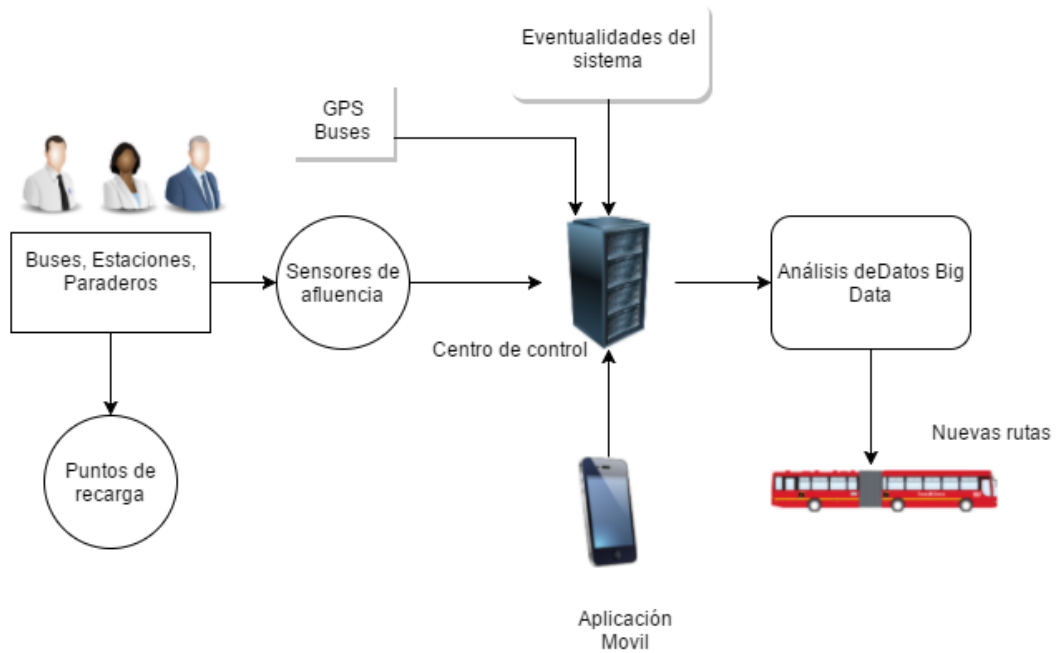 Eventualidades del
sistema
GPS
Buses
Buses, Estaciones,
Paraderos
Sensores de
afluencia
Análisis deDatos Big
Data
Centro de control
Puntos de
recarga
Nuevas rutas
Aplicación
Movil